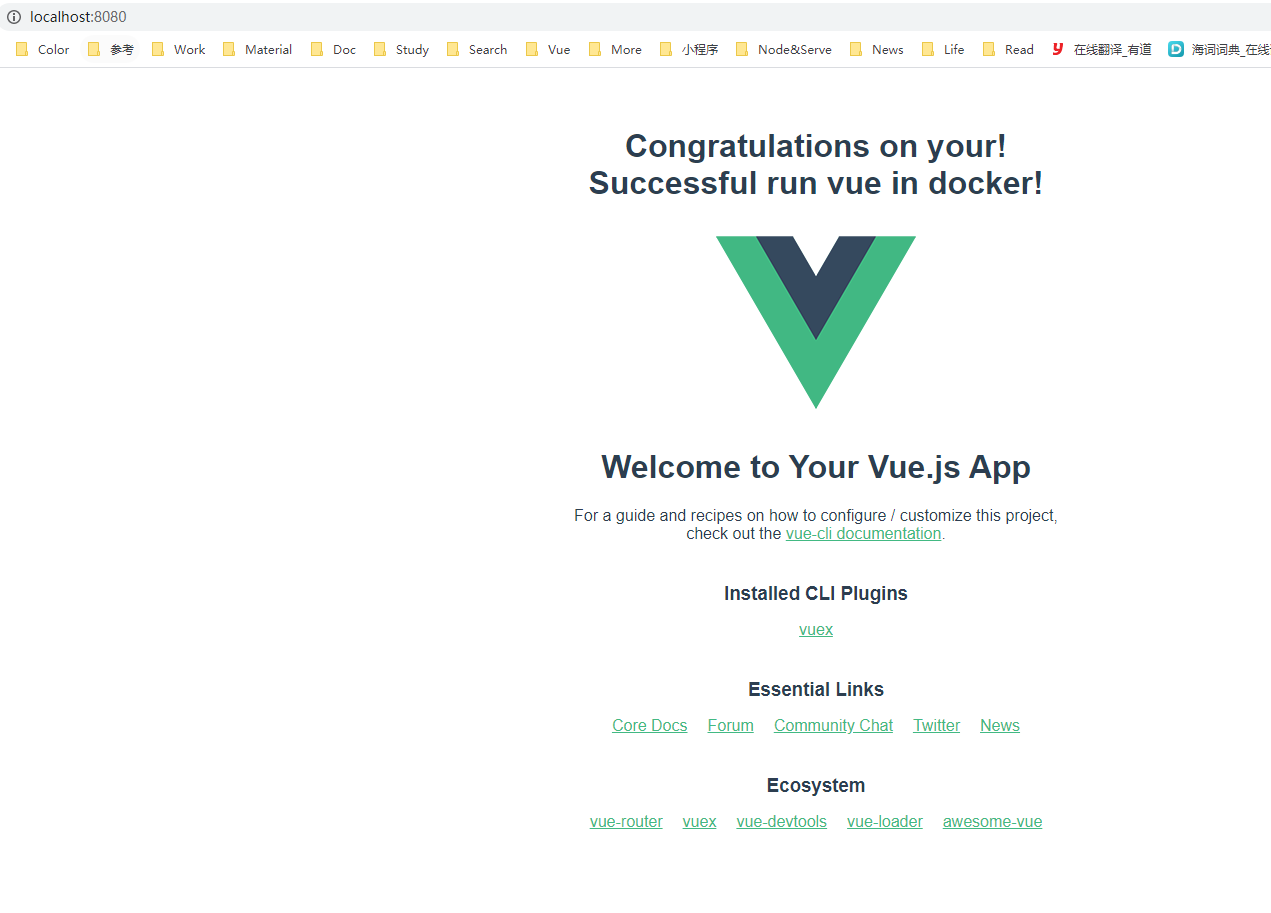 localhost:8080
Color 参考 Work Material Doc Study Search Vue More 小程序 Node&Serve News Life Read 在线翻译_有道 海词词典_在线
Congratulations on your!
Successful run vue in docker!
Welcome to Your Vue.js App
For a guide and recipes on how to configure / customize this project,
check out the vue-cli documentation.
Installed CLI Plugins
vuex
Essential Links
Core Docs Forum Community Chat Twitter News
Ecosystem
vue-router vuex vue-devtools vue-loader awesome-vue